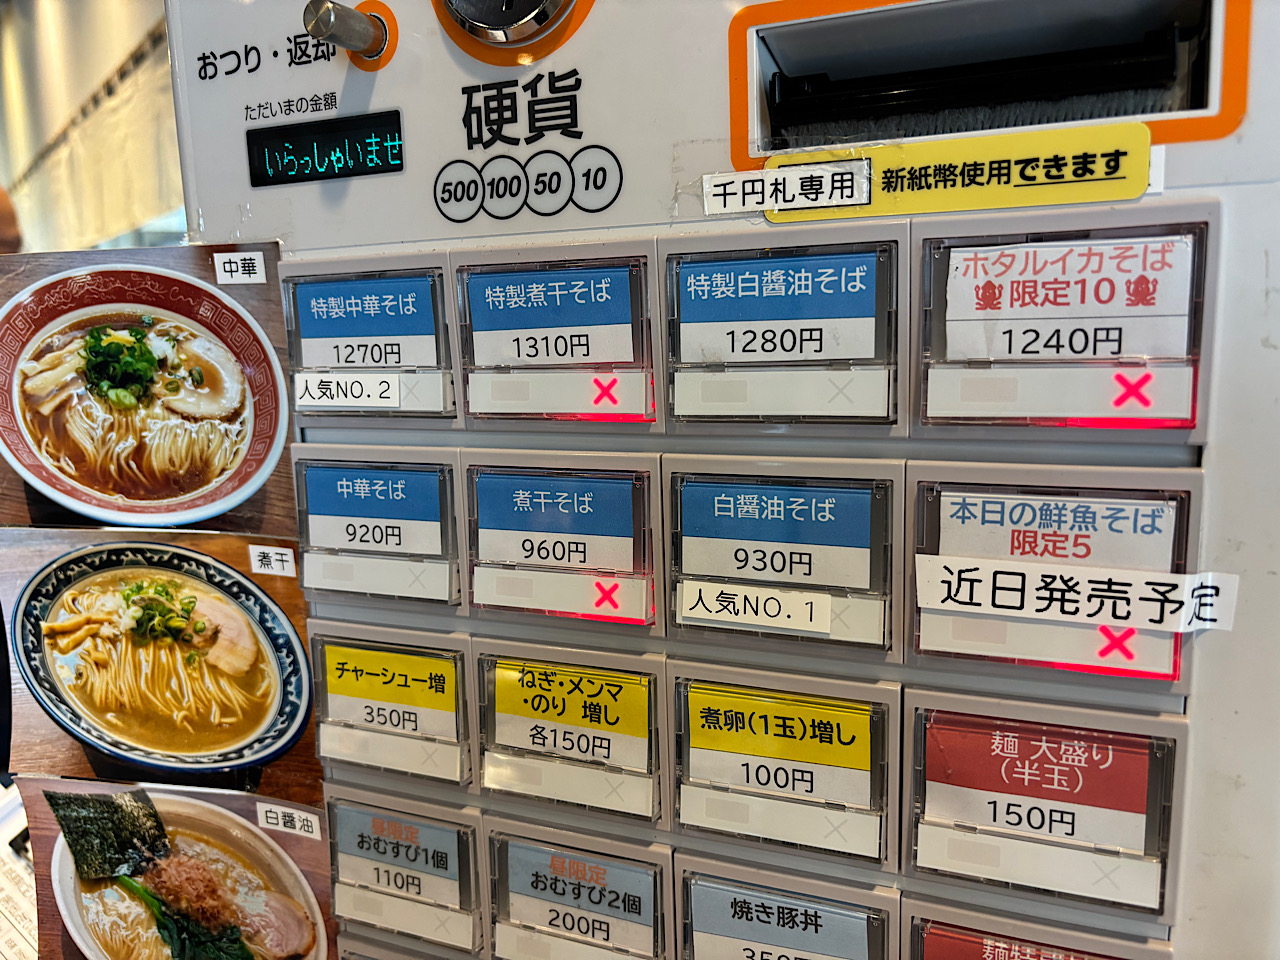 おつり・返却
ただいまの金額
いらっしゃいませ
硬貨
500 100 50 10
千円札専用
新紙幣使用できます
中華
煮干
白醤油
特製中華そば
1270円
人気NO.2
特製煮干そば
1310円
×
特製白醤油そば
1280円
ホタルイカそば
限定10
1240円
×
中華そば
920円
煮干そば
960円
×
白醤油そば
930円
人気NO.1
本日の鮮魚そば
限定5
近日発売予定
×
チャーシュー増
350円
ねぎ・メンマ
・のり 増し
各150円
煮卵(1玉)増し
100円
麺 大盛り
(半玉)
150円
昼限定
おむすび1個
110円
昼限定
おむすび2個
200円
焼き豚丼
350円